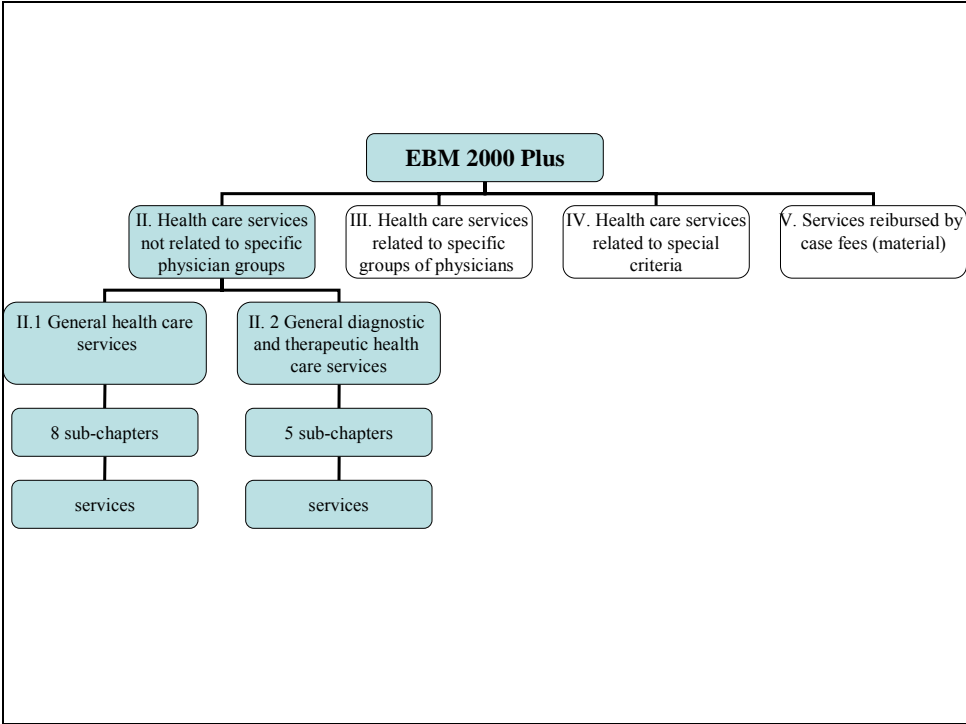 EBM 2000 Plus
II. Health care services
not related to specific
physician groups
III. Health care services
related to specific
groups of physicians
IV. Health care services
related to special
criteria
V. Services reibursed by
case fees (material)
II.1 General health care
services
II. 2 General diagnostic
and therapeutic health
care services
8 sub-chapters
5 sub-chapters
services
services